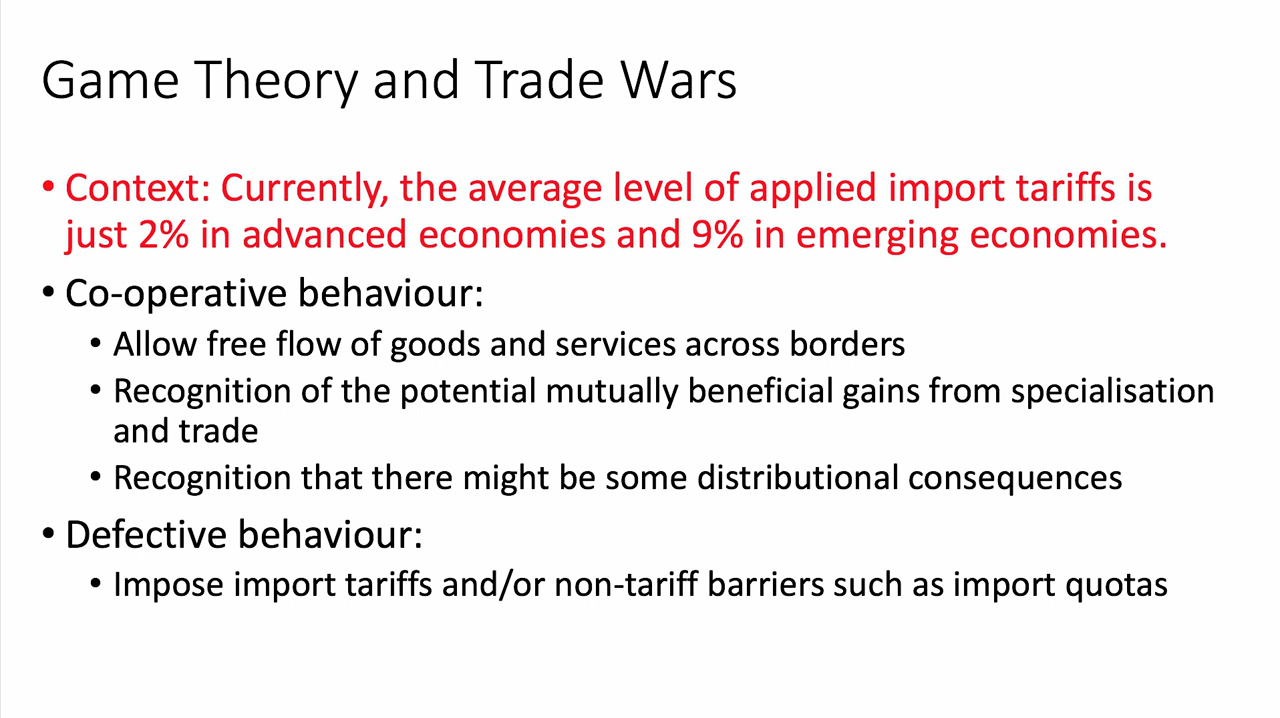 Game Theory and Trade Wars
• Context: Currently, the average level of applied import tariffs is
just 2% in advanced economies and 9% in emerging economies.
• Co-operative behaviour:
• Allow free flow of goods and services across borders
• Recognition of the potential mutually beneficial gains from specialisation
and trade
• Recognition that there might be some distributional consequences
• Defective behaviour:
• Impose import tariffs and/or non-tariff barriers such as import quotas